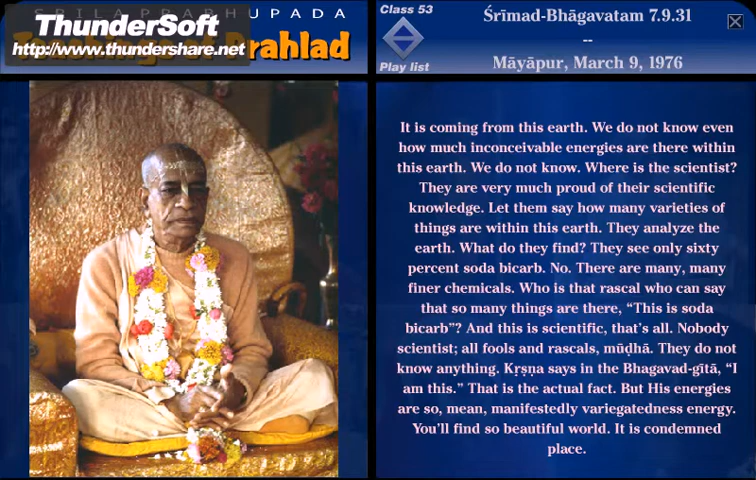 SRILA PRABHUPADA
ThunderSoft
http://www.thundershare.net
Prahlad
Class 53
Play list
Śrīmad-Bhāgavatam 7.9.31
--
Māyāpur, March 9, 1976
It is coming from this earth. We do not know even
how much inconceivable energies are there within
this earth. We do not know. Where is the scientist?
They are very much proud of their scientific
knowledge. Let them say how many varieties of
things are within this earth. They analyze the
earth. What do they find? They see only sixty
percent soda bicarb. No. There are many, many
finer chemicals. Who is that rascal who can say
that so many things are there, “This is soda
bicarb”? And this is scientific, that’s all. Nobody
scientist; all fools and rascals, mūḍhā. They do not
know anything. Kṛṣṇa says in the Bhagavad-gītā, “I
am this.” That is the actual fact. But His energies
are so, mean, manifestedly variegatedness energy.
You’ll find so beautiful world. It is condemned
place.